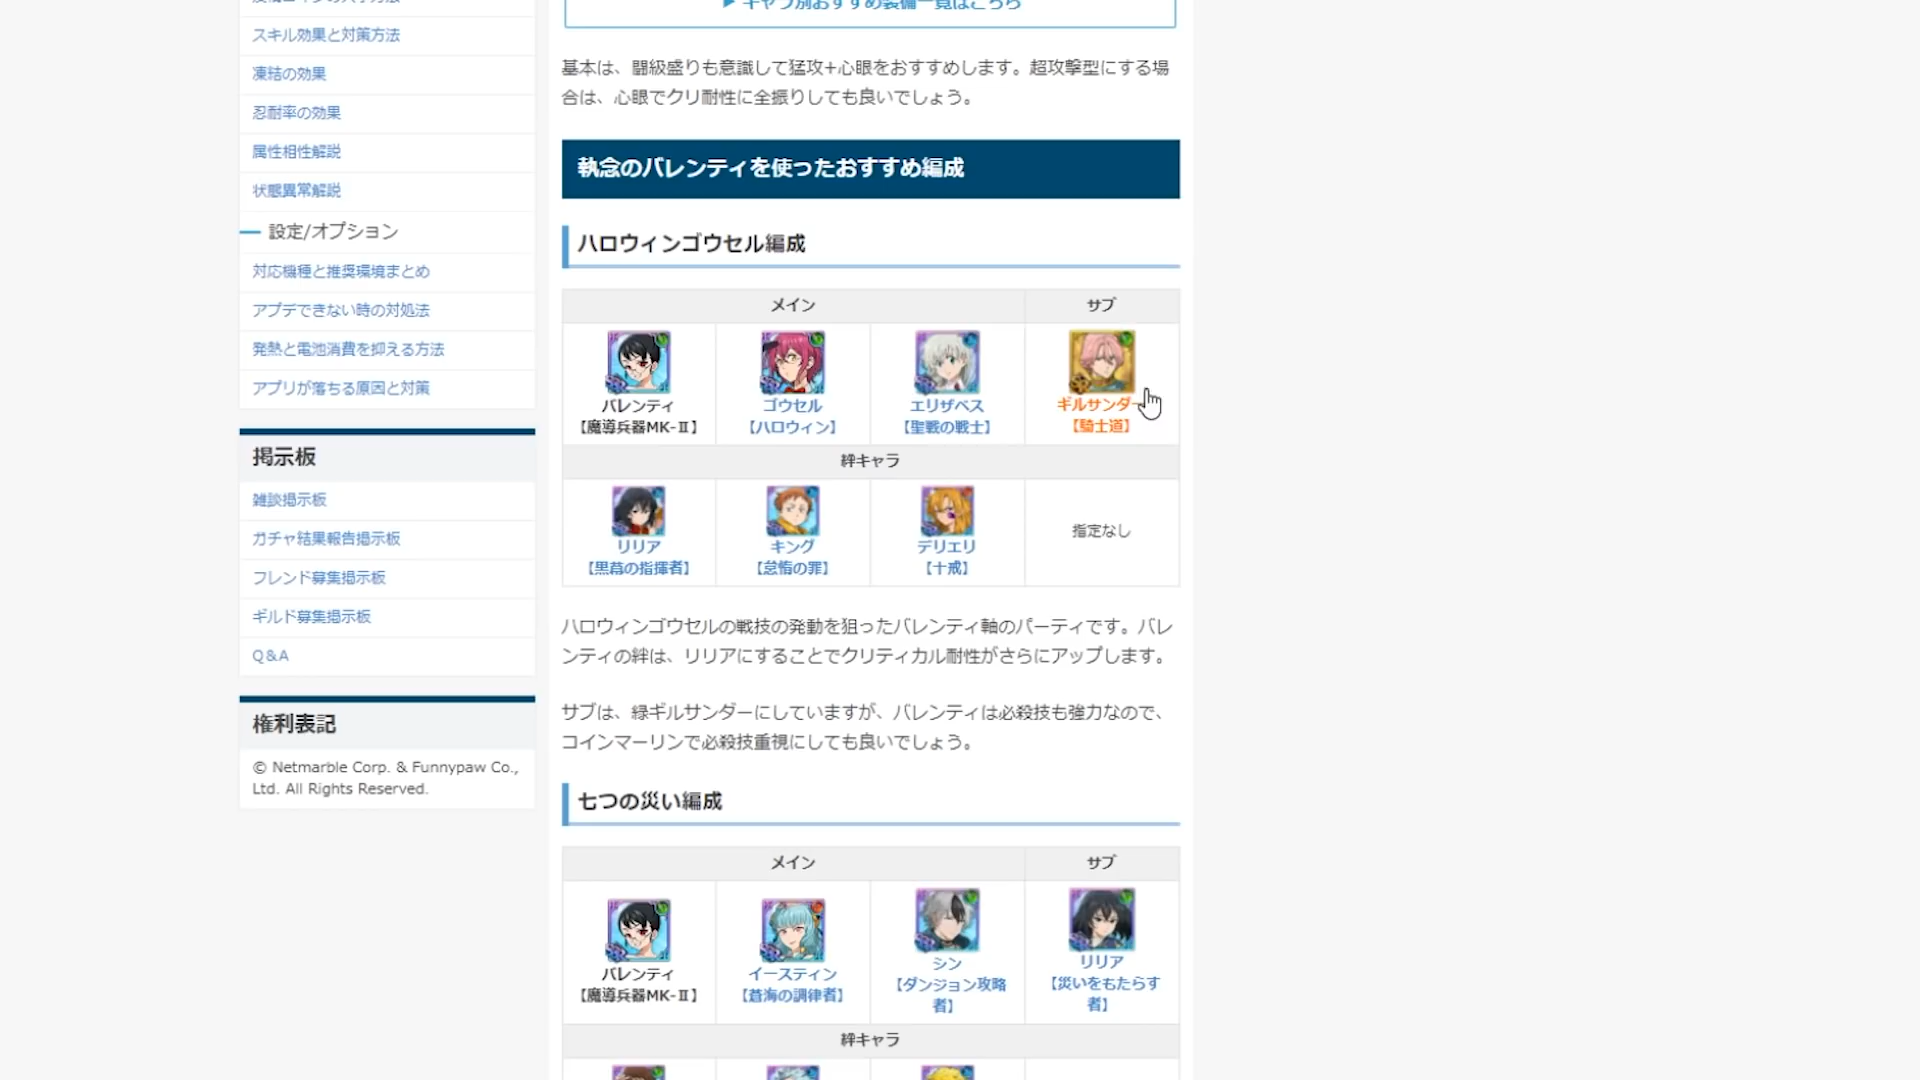 スキル効果と対策方法
凍結の効果
忍耐率の効果
属性相性解説
状態異常解説
設定/オプション
対応機種と推奨環境まとめ
アプデできない時の対処法
発熱と電池消費を抑える方法
アプリが落ちる原因と対策
掲示板
雑談掲示板
ガチャ結果報告掲示板
フレンド募集掲示板
ギルド募集掲示板
Q&A
権利表記
© Netmarble Corp. & Funnypaw Co.,
Ltd. All Rights Reserved.
▶ キャラ別おすすめ装備一覧はこちら
基本は、闘級盛りも意識して猛攻+心眼をおすすめします。超攻撃型にする場
合は、心眼でクリ耐性に全振りしても良いでしょう。
執念のバレンティを使ったおすすめ編成
ハロウィンゴウセル編成
メイン サブ
バレンティ ゴウセル エリザベス ギルサンダー
【魔導兵器MK-Ⅱ】 【ハロウィン】 【聖戦の戦士】 【騎士道】
絆キャラ
リリア キング デリエリ 指定なし
【黒幕の指揮者】 【怠惰の罪】 【十戒】
ハロウィンゴウセルの戦技の発動を狙ったバレンティ軸のパーティです。バレ
ンティの絆は、リリアにすることでクリティカル耐性がさらにアップします。
サブは、緑ギルサンダーにしていますが、バレンティは必殺技も強力なので、
コインマーリンで必殺技重視にしても良いでしょう。
七つの災い編成
メイン サブ
バレンティ イースティン シン リリア
【魔導兵器MK-Ⅱ】 【蒼海の調律者】 【ダンジョン攻略 【災いをもたらす
者】 者】
絆キャラ